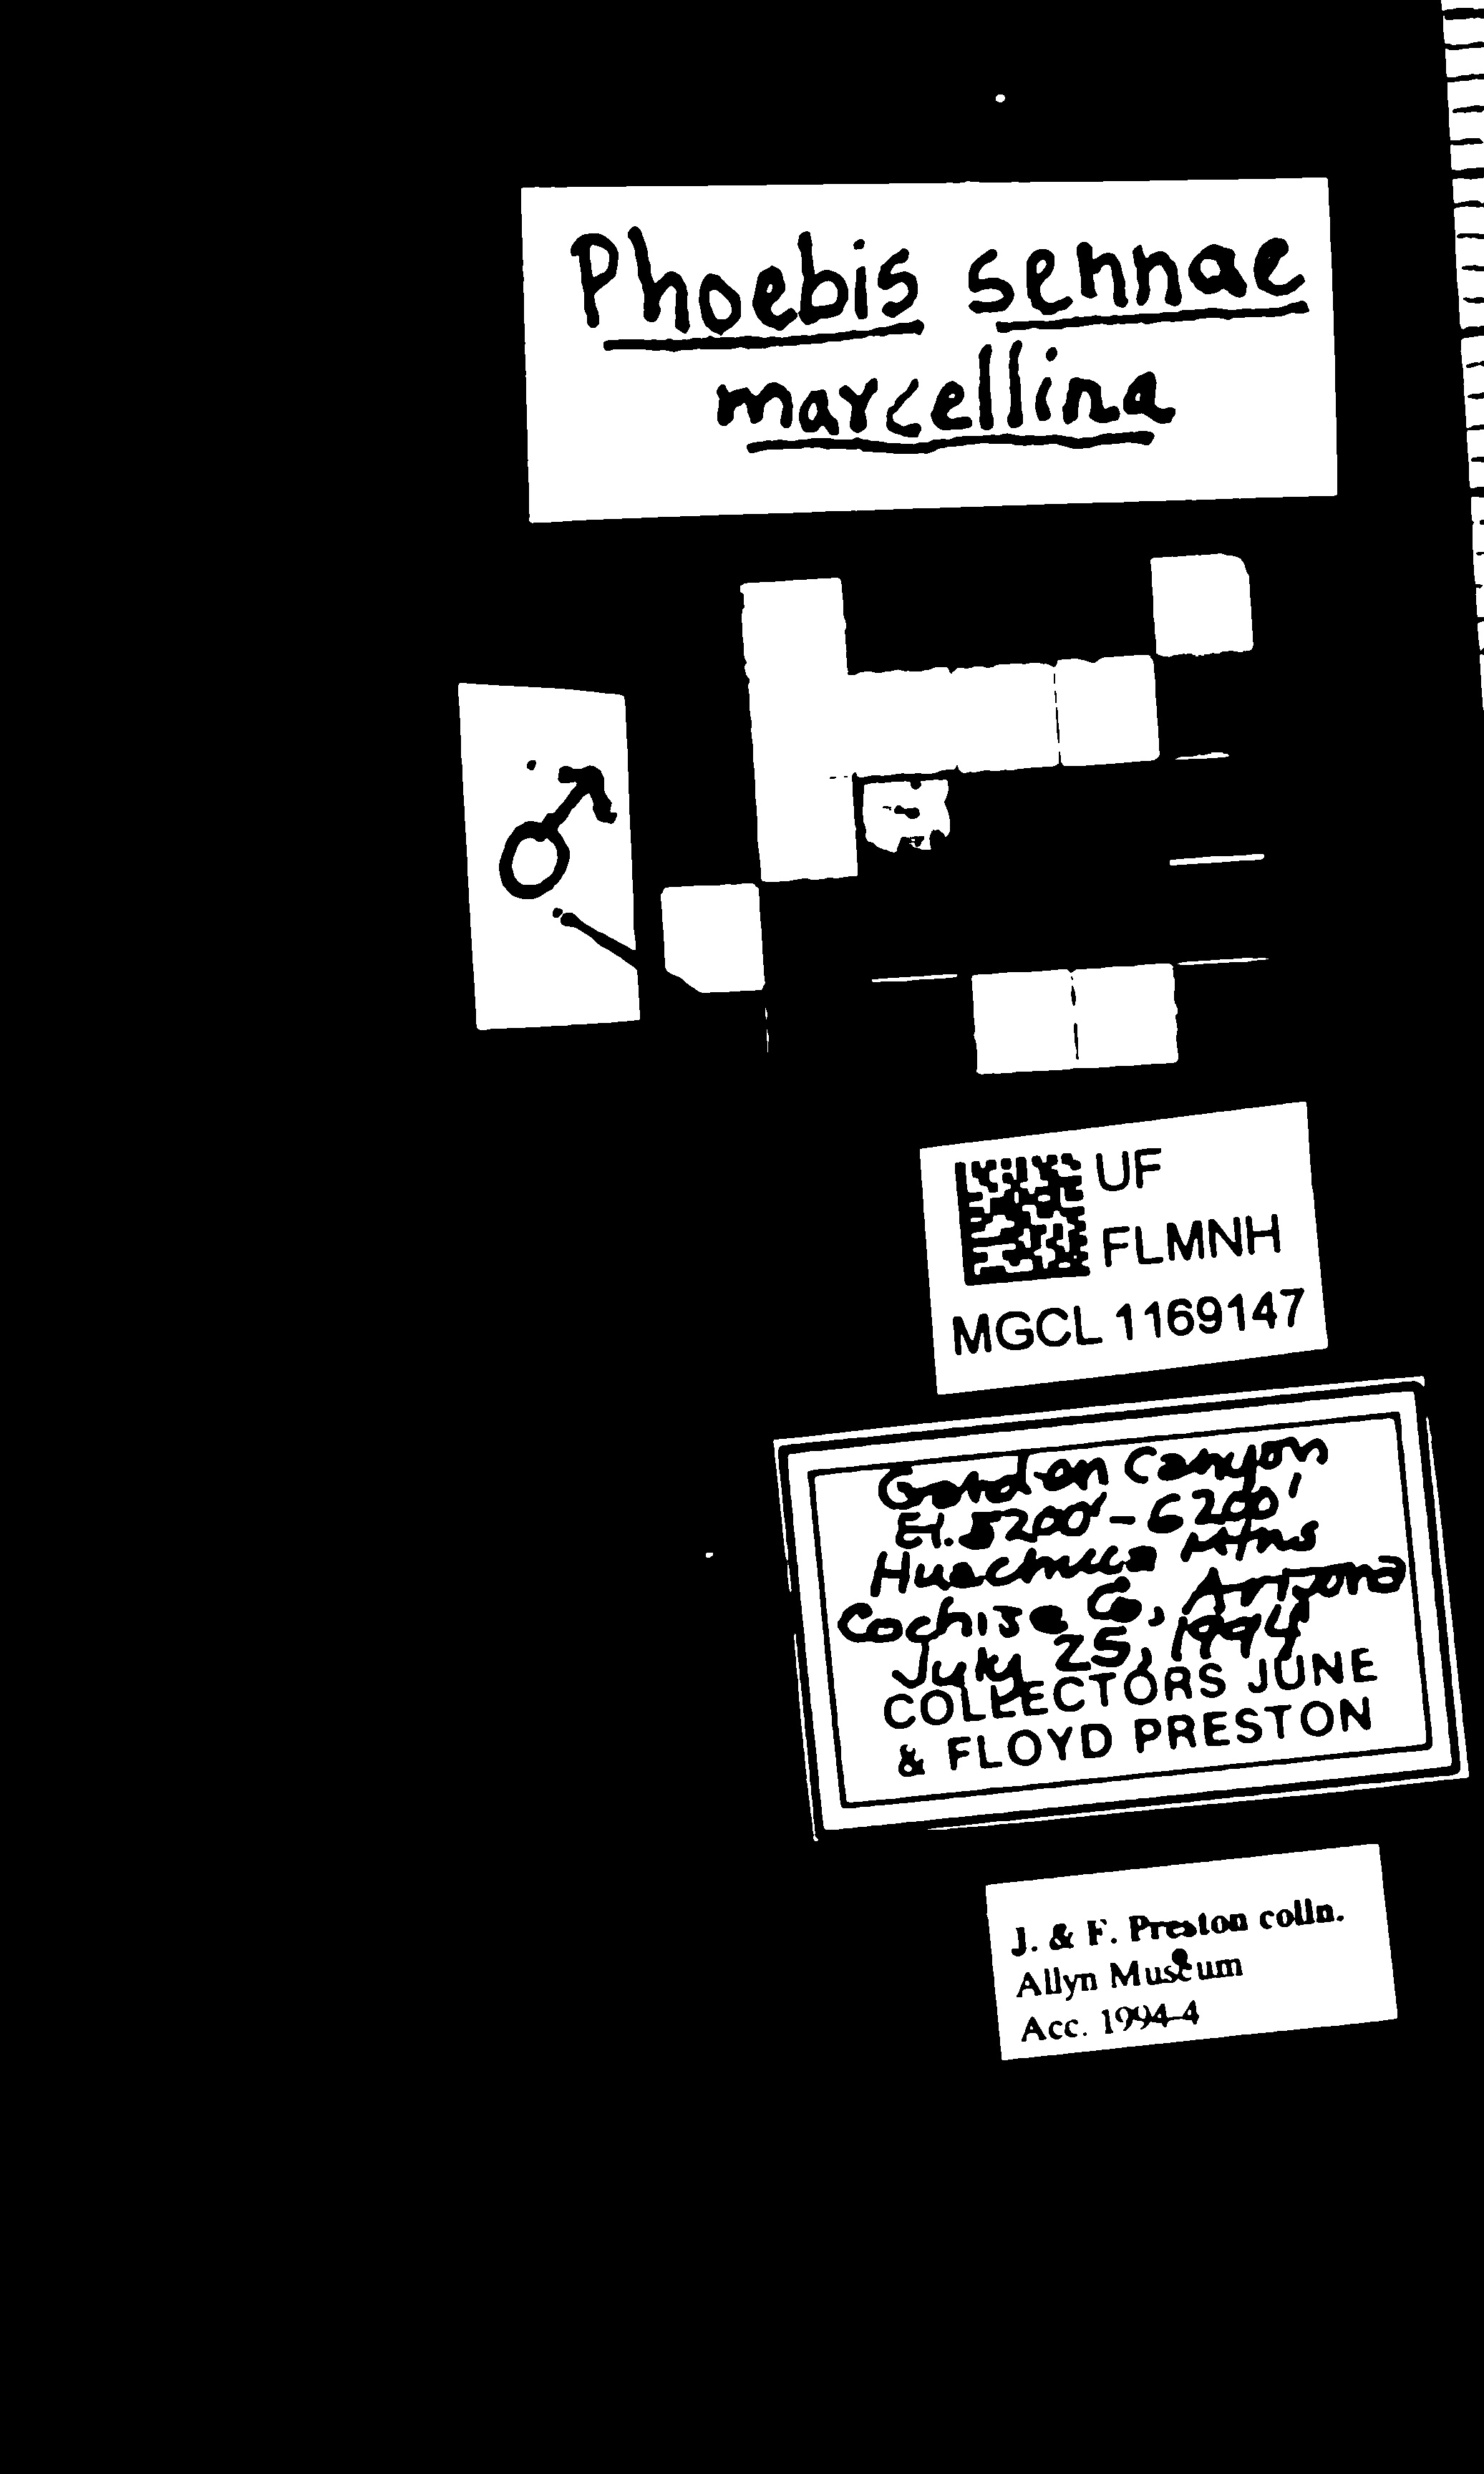 Phoebis sennae
marcellina
♂
UF
FLMNH
MGCL 1169147
Garden Canyon
El. 5200'-6200'
Huachuca Mtns
Cochise Co, Arizona
July 25, 1994
COLLECTORS JUNE
& FLOYD PRESTON
J. & F. Preston colln.
Allyn Museum
Acc. 1994-4